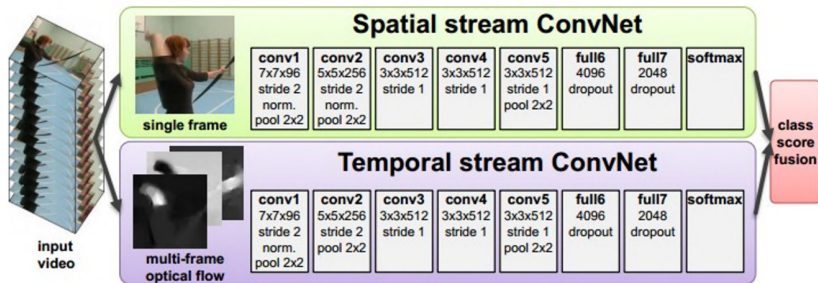 Spatial stream ConvNet
conv1
7x7x96
stride 2
norm.
pool 2x2
conv2
5x5x256
stride 2
norm.
pool 2x2
conv3
3x3x512
stride 1
conv4
3x3x512
stride 1
conv5
3x3x512
stride 1
pool 2x2
full6
4096
dropout
full7
2048
dropout
softmax
single frame
Temporal stream ConvNet
conv1
7x7x96
stride 2
norm.
pool 2x2
conv2
5x5x256
stride 2
pool 2x2
conv3
3x3x512
stride 1
conv4
3x3x512
stride 1
conv5
3x3x512
stride 1
pool 2x2
full6
4096
dropout
full7
2048
dropout
softmax
multi-frame
optical flow
input
video
class
score
fusion